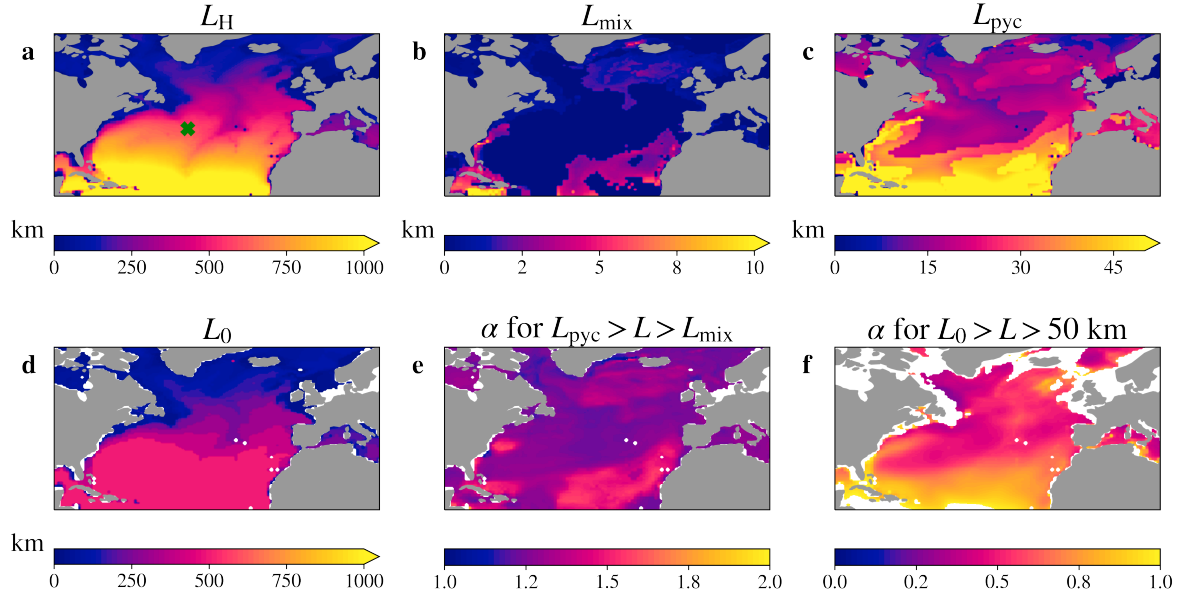 L_H L_mix L_pyc
a b c
km km km
0 250 500 750 1000 0 2 5 8 10 0 15 30 45
L_0 α for L_pyc > L > L_mix α for L_0 > L > 50 km
d e f
km
0 250 500 750 1000 1.0 1.2 1.5 1.8 2.0 0.0 0.2 0.5 0.8 1.0